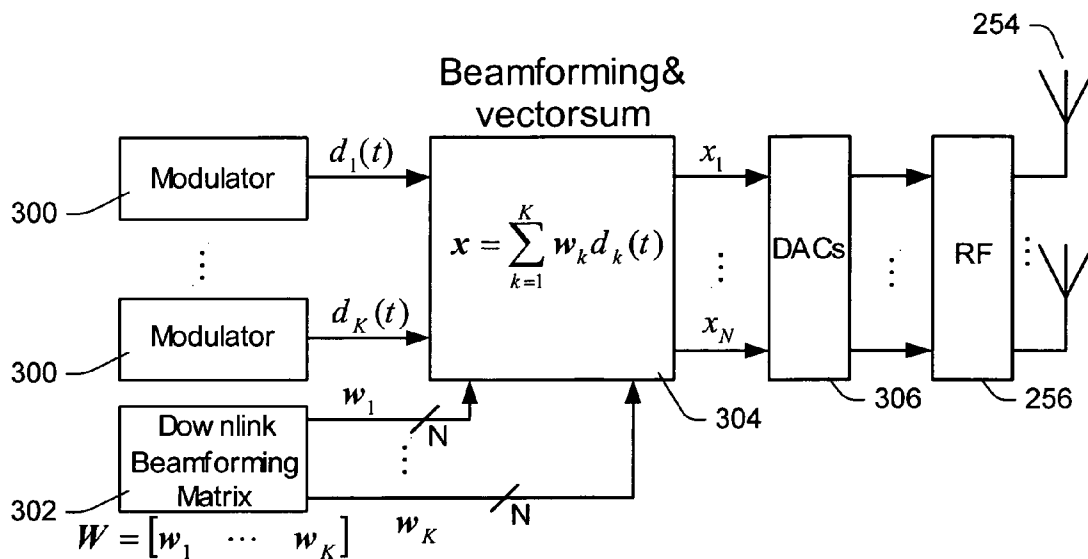 254
Beamforming&
vectorsum
Modulator
d_1(t)
x_1
300
x = \sum_{k=1}^{K} w_k d_k(t)
DACs
RF
⋮
⋮
⋮
⋮
Modulator
d_K(t)
x_N
300
w_1
N
304
306
256
Dow nlink
Beamforming
Matrix
⋮
302
w_K
N
W = [w_1 ⋯ w_K]